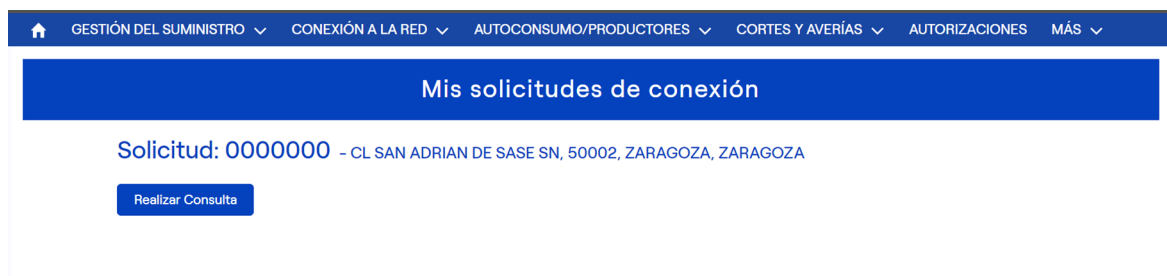 GESTIÓN DEL SUMINISTRO CONEXIÓN A LA RED AUTOCONSUMO/PRODUCTORES CORTES Y AVERÍAS AUTORIZACIONES MÁS
Mis solicitudes de conexión
Solicitud: 0000000 - CL SAN ADRIAN DE SASE SN, 50002, ZARAGOZA, ZARAGOZA
Realizar Consulta